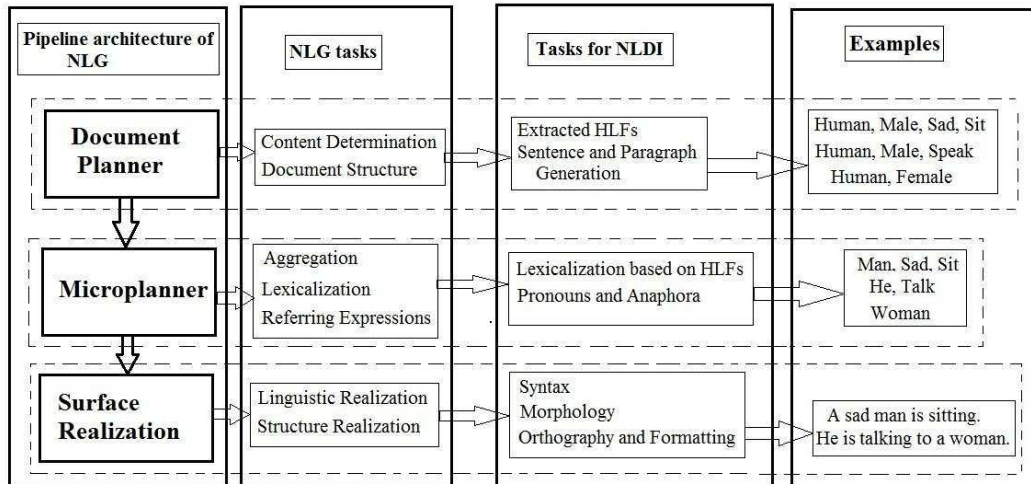 Pipeline architecture of
NLG
NLG tasks
Tasks for NLDI
Examples
Document
Planner
Content Determination
Document Structure
Extracted HLFs
Sentence and Paragraph
Generation
Human, Male, Sad, Sit
Human, Male, Speak
Human, Female
Microplanner
Aggregation
Lexicalization
Referring Expressions
Lexicalization based on HLFs
Pronouns and Anaphora
Man, Sad, Sit
He, Talk
Woman
Surface
Realization
Linguistic Realization
Structure Realization
Syntax
Morphology
Orthography and Formatting
A sad man is sitting.
He is talking to a woman.